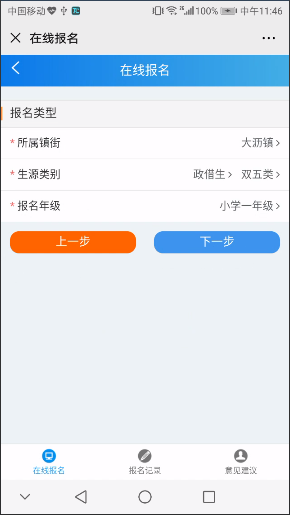 中国移动 100% 中午11:46
在线报名
在线报名
报名类型
* 所属镇街 大沥镇
* 生源类别 政借生 双五类
* 报名年级 小学一年级
上一步 下一步
在线报名 报名记录 意见建议